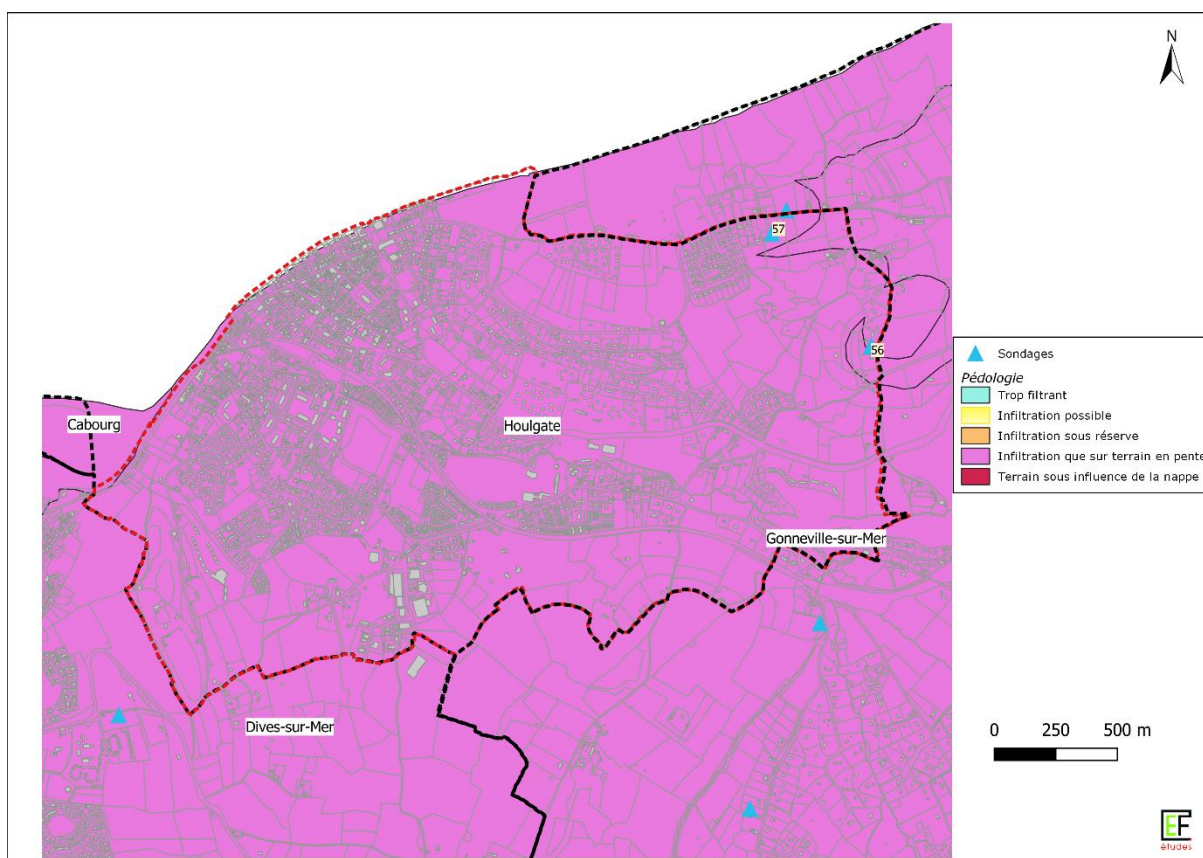 N
57
56
Cabourg
Houlgate
Gonneville-sur-Mer
Dives-sur-Mer
Sondages
Pédologie
Trop filtrant
Infiltration possible
Infiltration sous réserve
Infiltration que sur terrain en pente
Terrain sous influence de la nappe
0 250 500 m
EF
études